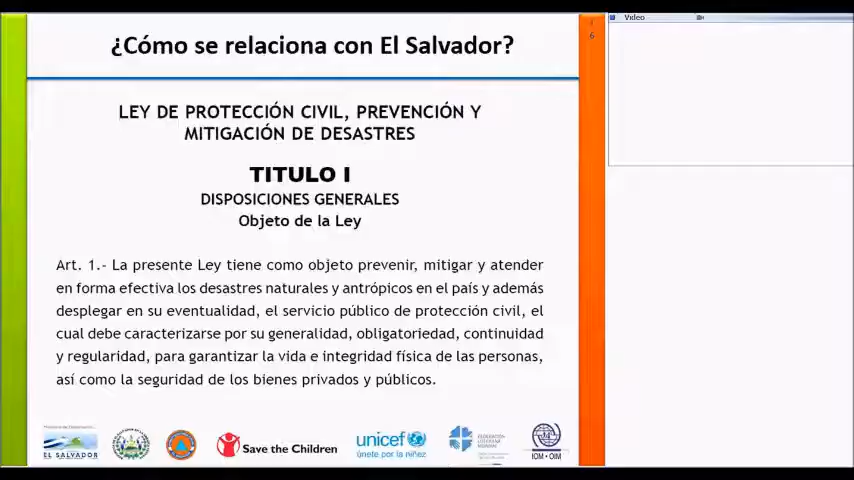 ¿Cómo se relaciona con El Salvador?
LEY DE PROTECCIÓN CIVIL, PREVENCIÓN Y
MITIGACIÓN DE DESASTRES
TITULO I
DISPOSICIONES GENERALES
Objeto de la Ley
Art. 1.- La presente Ley tiene como objeto prevenir, mitigar y atender
en forma efectiva los desastres naturales y antrópicos en el país y además
desplegar en su eventualidad, el servicio público de protección civil, el
cual debe caracterizarse por su generalidad, obligatoriedad, continuidad
y regularidad, para garantizar la vida e integridad física de las personas,
así como la seguridad de los bienes privados y públicos.
EL SALVADOR
Save the Children
unicef
únete por la niñez
FEDERACIÓN
LUTERANA
MUNDIAL
IOM • OIM
Video
6